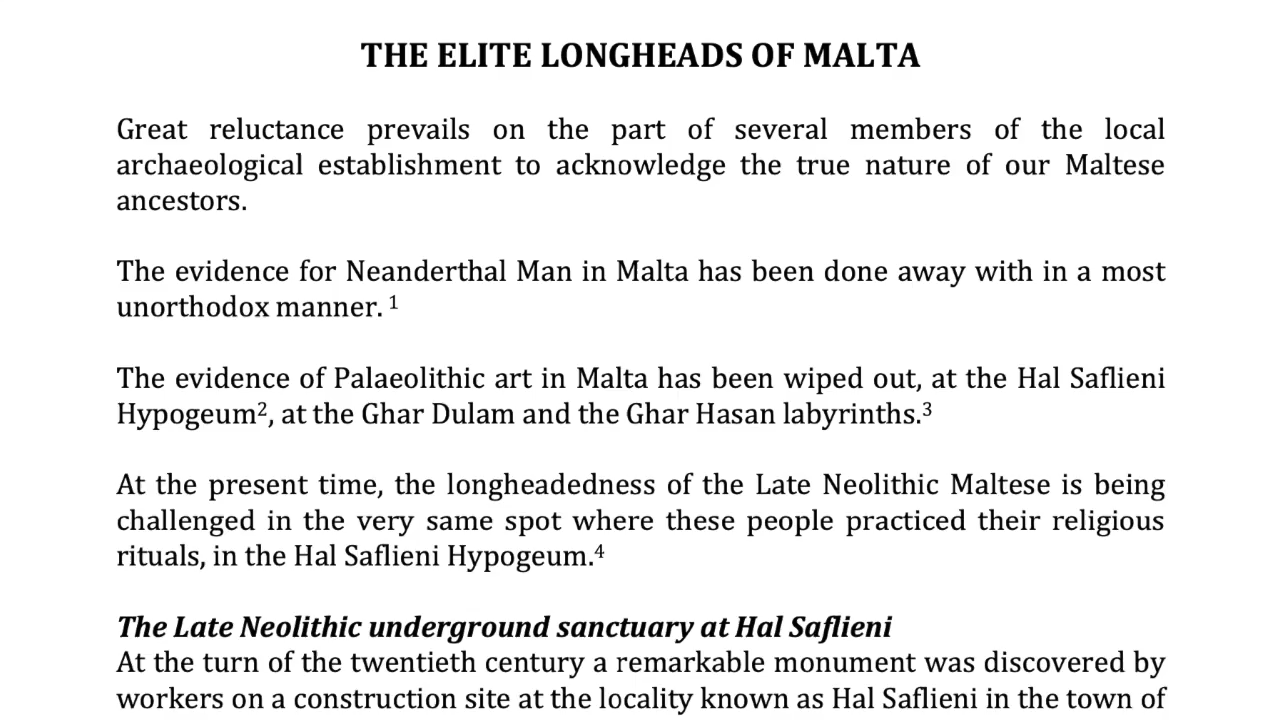 THE ELITE LONGHEADS OF MALTA
Great reluctance prevails on the part of several members of the local
archaeological establishment to acknowledge the true nature of our Maltese
ancestors.
The evidence for Neanderthal Man in Malta has been done away with in a most
unorthodox manner. ¹
The evidence of Palaeolithic art in Malta has been wiped out, at the Hal Saflieni
Hypogeum², at the Ghar Dulam and the Ghar Hasan labyrinths.³
At the present time, the longheadedness of the Late Neolithic Maltese is being
challenged in the very same spot where these people practiced their religious
rituals, in the Hal Saflieni Hypogeum.⁴
The Late Neolithic underground sanctuary at Hal Saflieni
At the turn of the twentieth century a remarkable monument was discovered by
workers on a construction site at the locality known as Hal Saflieni in the town of